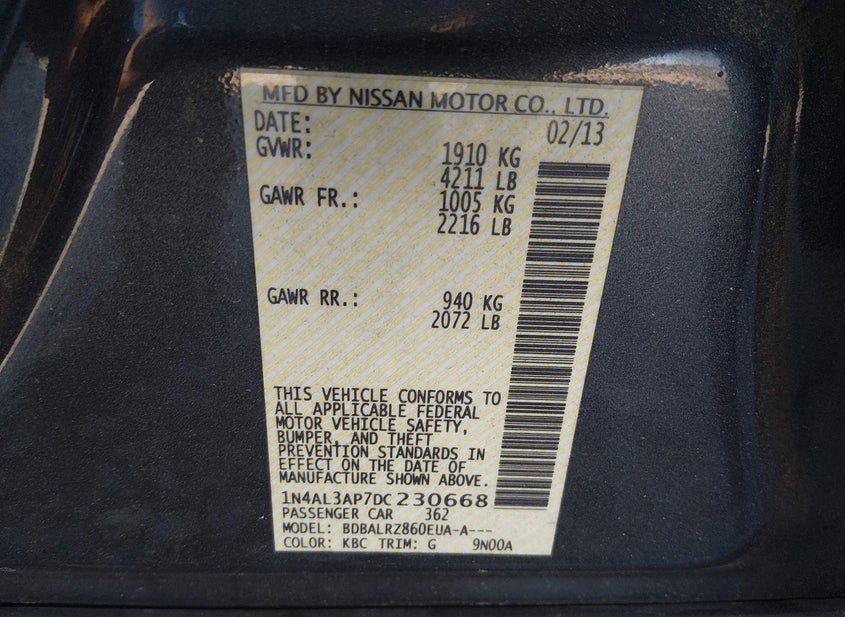 MFD BY NISSAN MOTOR CO., LTD.
DATE: 02/13
GVWR: 1910 KG
4211 LB
GAWR FR.: 1005 KG
2216 LB
GAWR RR.: 940 KG
2072 LB
THIS VEHICLE CONFORMS TO
ALL APPLICABLE FEDERAL
MOTOR VEHICLE SAFETY,
BUMPER, AND THEFT
PREVENTION STANDARDS IN
EFFECT ON THE DATE OF
MANUFACTURE SHOWN ABOVE.
1N4AL3AP7DC230668
PASSENGER CAR 362
MODEL: BDBALRZ860EUA-A---
COLOR: KBC TRIM: G 9N00A